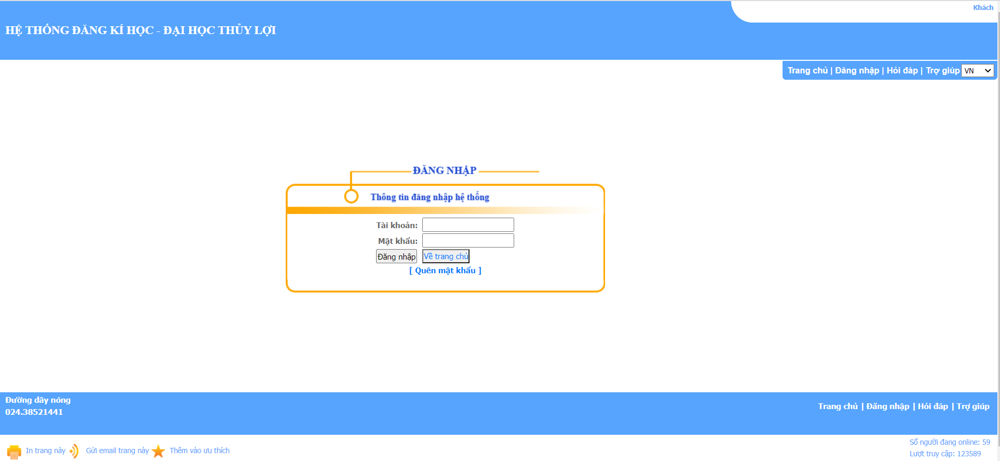 Khách
HỆ THỐNG ĐĂNG KÍ HỌC - ĐẠI HỌC THỦY LỢI
Trang chủ | Đăng nhập | Hỏi đáp | Trợ giúp VN
ĐĂNG NHẬP
Thông tin đăng nhập hệ thống
Tài khoản:
Mật khẩu:
Đăng nhập Về trang chủ
[ Quên mật khẩu ]
Đường dây nóng
024.38521441
Trang chủ | Đăng nhập | Hỏi đáp | Trợ giúp
In trang này Gửi email trang này Thêm vào ưu thích
Số người đang online: 59
Lượt truy cập: 123589